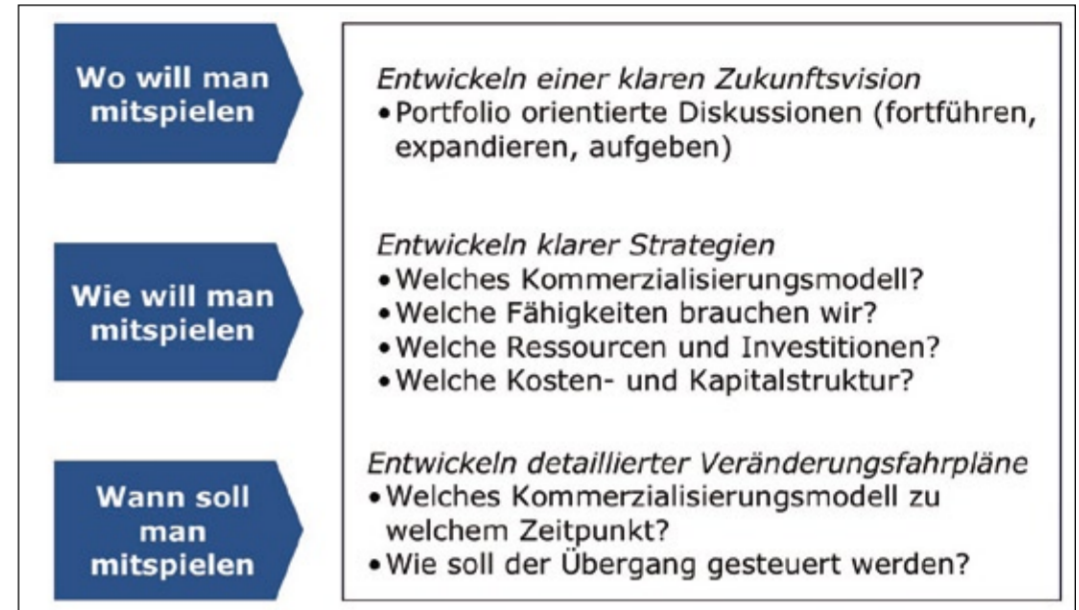 Wo will man
mitspielen
Entwickeln einer klaren Zukunftsvision
• Portfolio orientierte Diskussionen (fortführen,
expandieren, aufgeben)
Wie will man
mitspielen
Entwickeln klarer Strategien
• Welches Kommerzialisierungsmodell?
• Welche Fähigkeiten brauchen wir?
• Welche Ressourcen und Investitionen?
• Welche Kosten- und Kapitalstruktur?
Wann soll
man
mitspielen
Entwickeln detaillierter Veränderungsfahrpläne
• Welches Kommerzialisierungsmodell zu
welchem Zeitpunkt?
• Wie soll der Übergang gesteuert werden?